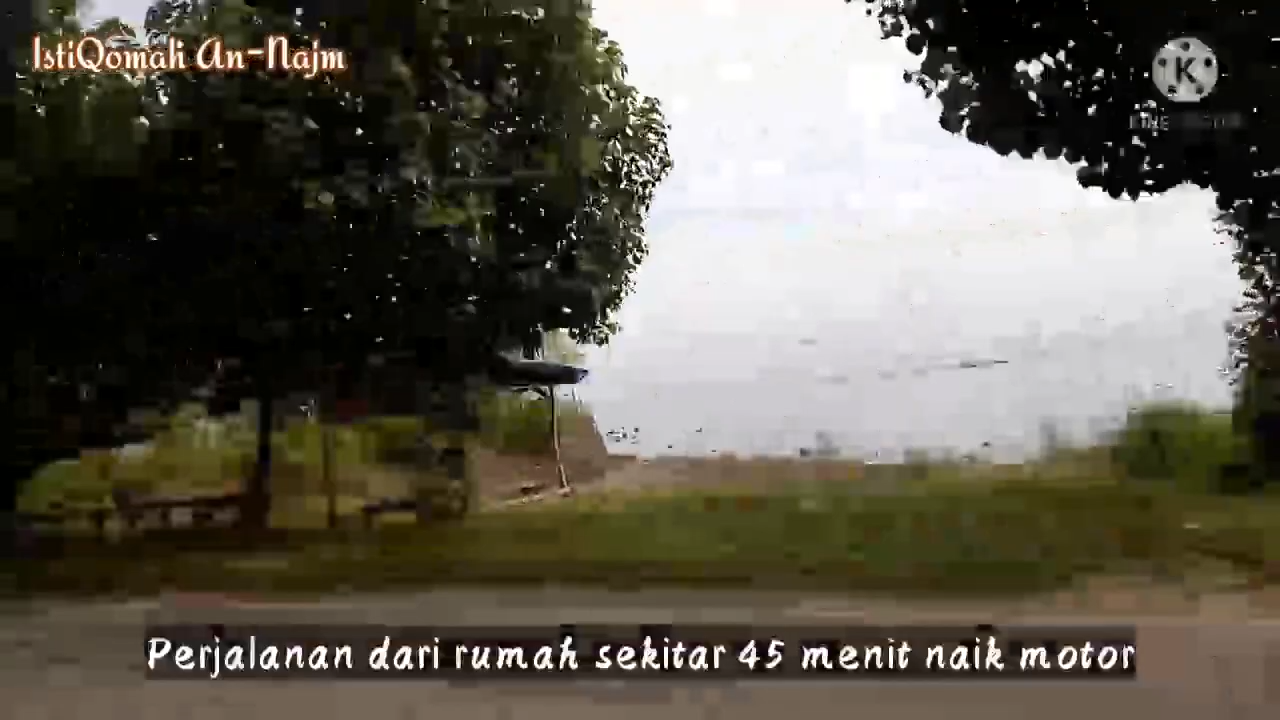 IstiQomah An-Najm
K
Perjalanan dari rumah sekitar 45 menit naik motor